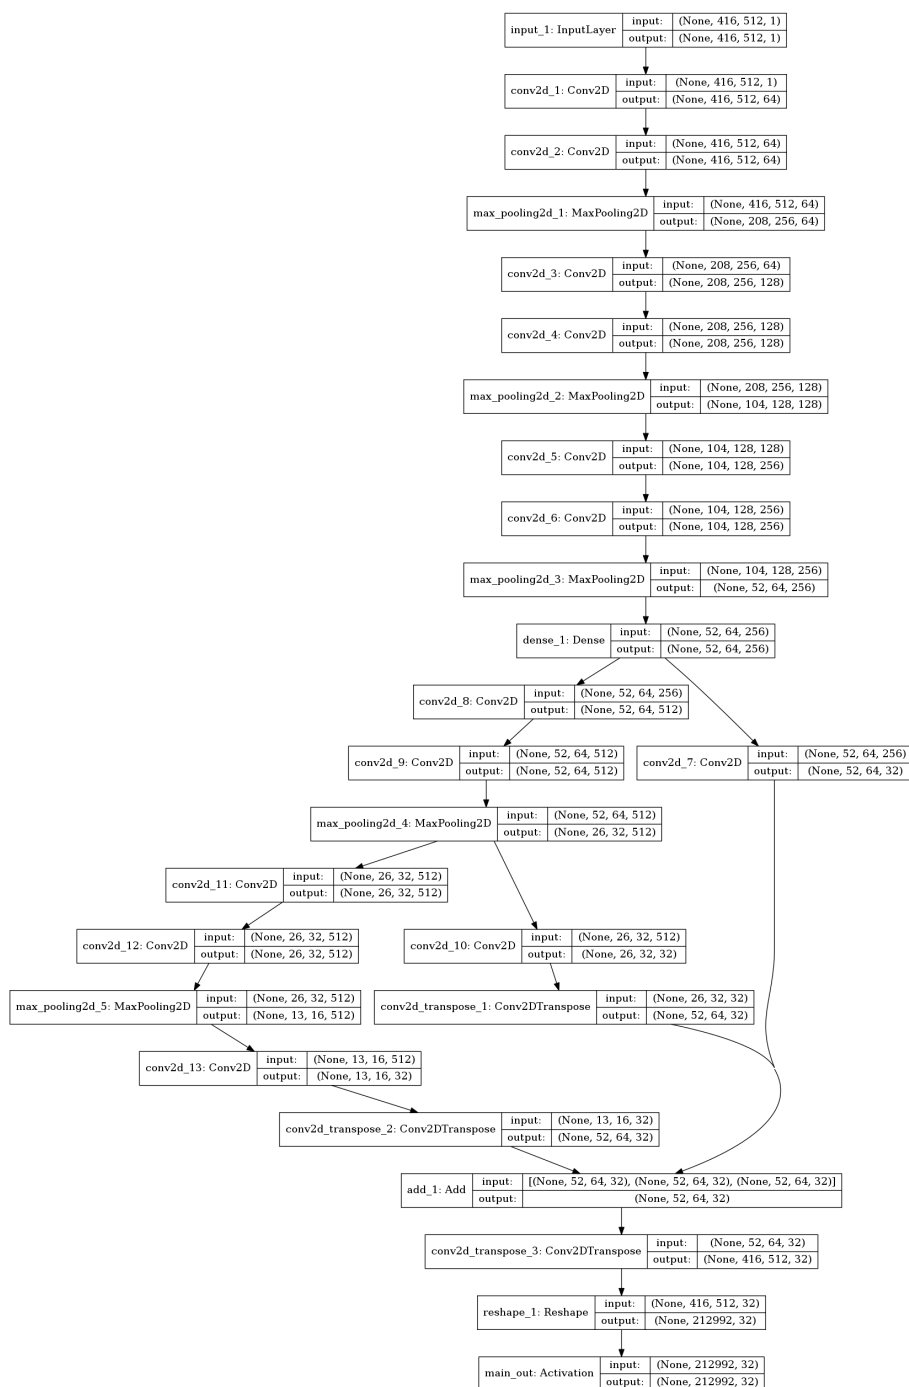 input_1: InputLayer
input: (None, 416, 512, 1)
output: (None, 416, 512, 1)
conv2d_1: Conv2D
input: (None, 416, 512, 1)
output: (None, 416, 512, 64)
conv2d_2: Conv2D
input: (None, 416, 512, 64)
output: (None, 416, 512, 64)
max_pooling2d_1: MaxPooling2D
input: (None, 416, 512, 64)
output: (None, 208, 256, 64)
conv2d_3: Conv2D
input: (None, 208, 256, 64)
output: (None, 208, 256, 128)
conv2d_4: Conv2D
input: (None, 208, 256, 128)
output: (None, 208, 256, 128)
max_pooling2d_2: MaxPooling2D
input: (None, 208, 256, 128)
output: (None, 104, 128, 128)
conv2d_5: Conv2D
input: (None, 104, 128, 128)
output: (None, 104, 128, 256)
conv2d_6: Conv2D
input: (None, 104, 128, 256)
output: (None, 104, 128, 256)
max_pooling2d_3: MaxPooling2D
input: (None, 104, 128, 256)
output: (None, 52, 64, 256)
dense_1: Dense
input: (None, 52, 64, 256)
output: (None, 52, 64, 256)
conv2d_8: Conv2D
input: (None, 52, 64, 256)
output: (None, 52, 64, 512)
conv2d_9: Conv2D
input: (None, 52, 64, 512)
output: (None, 52, 64, 512)
conv2d_7: Conv2D
input: (None, 52, 64, 256)
output: (None, 52, 64, 32)
max_pooling2d_4: MaxPooling2D
input: (None, 52, 64, 512)
output: (None, 26, 32, 512)
conv2d_11: Conv2D
input: (None, 26, 32, 512)
output: (None, 26, 32, 512)
conv2d_12: Conv2D
input: (None, 26, 32, 512)
output: (None, 26, 32, 512)
conv2d_10: Conv2D
input: (None, 26, 32, 512)
output: (None, 26, 32, 32)
max_pooling2d_5: MaxPooling2D
input: (None, 26, 32, 512)
output: (None, 13, 16, 512)
conv2d_transpose_1: Conv2DTranspose
input: (None, 26, 32, 32)
output: (None, 52, 64, 32)
conv2d_13: Conv2D
input: (None, 13, 16, 512)
output: (None, 13, 16, 32)
conv2d_transpose_2: Conv2DTranspose
input: (None, 13, 16, 32)
output: (None, 52, 64, 32)
add_1: Add
input: [(None, 52, 64, 32), (None, 52, 64, 32), (None, 52, 64, 32)]
output: (None, 52, 64, 32)
conv2d_transpose_3: Conv2DTranspose
input: (None, 52, 64, 32)
output: (None, 416, 512, 32)
reshape_1: Reshape
input: (None, 416, 512, 32)
output: (None, 212992, 32)
main_out: Activation
input: (None, 212992, 32)
output: (None, 212992, 32)